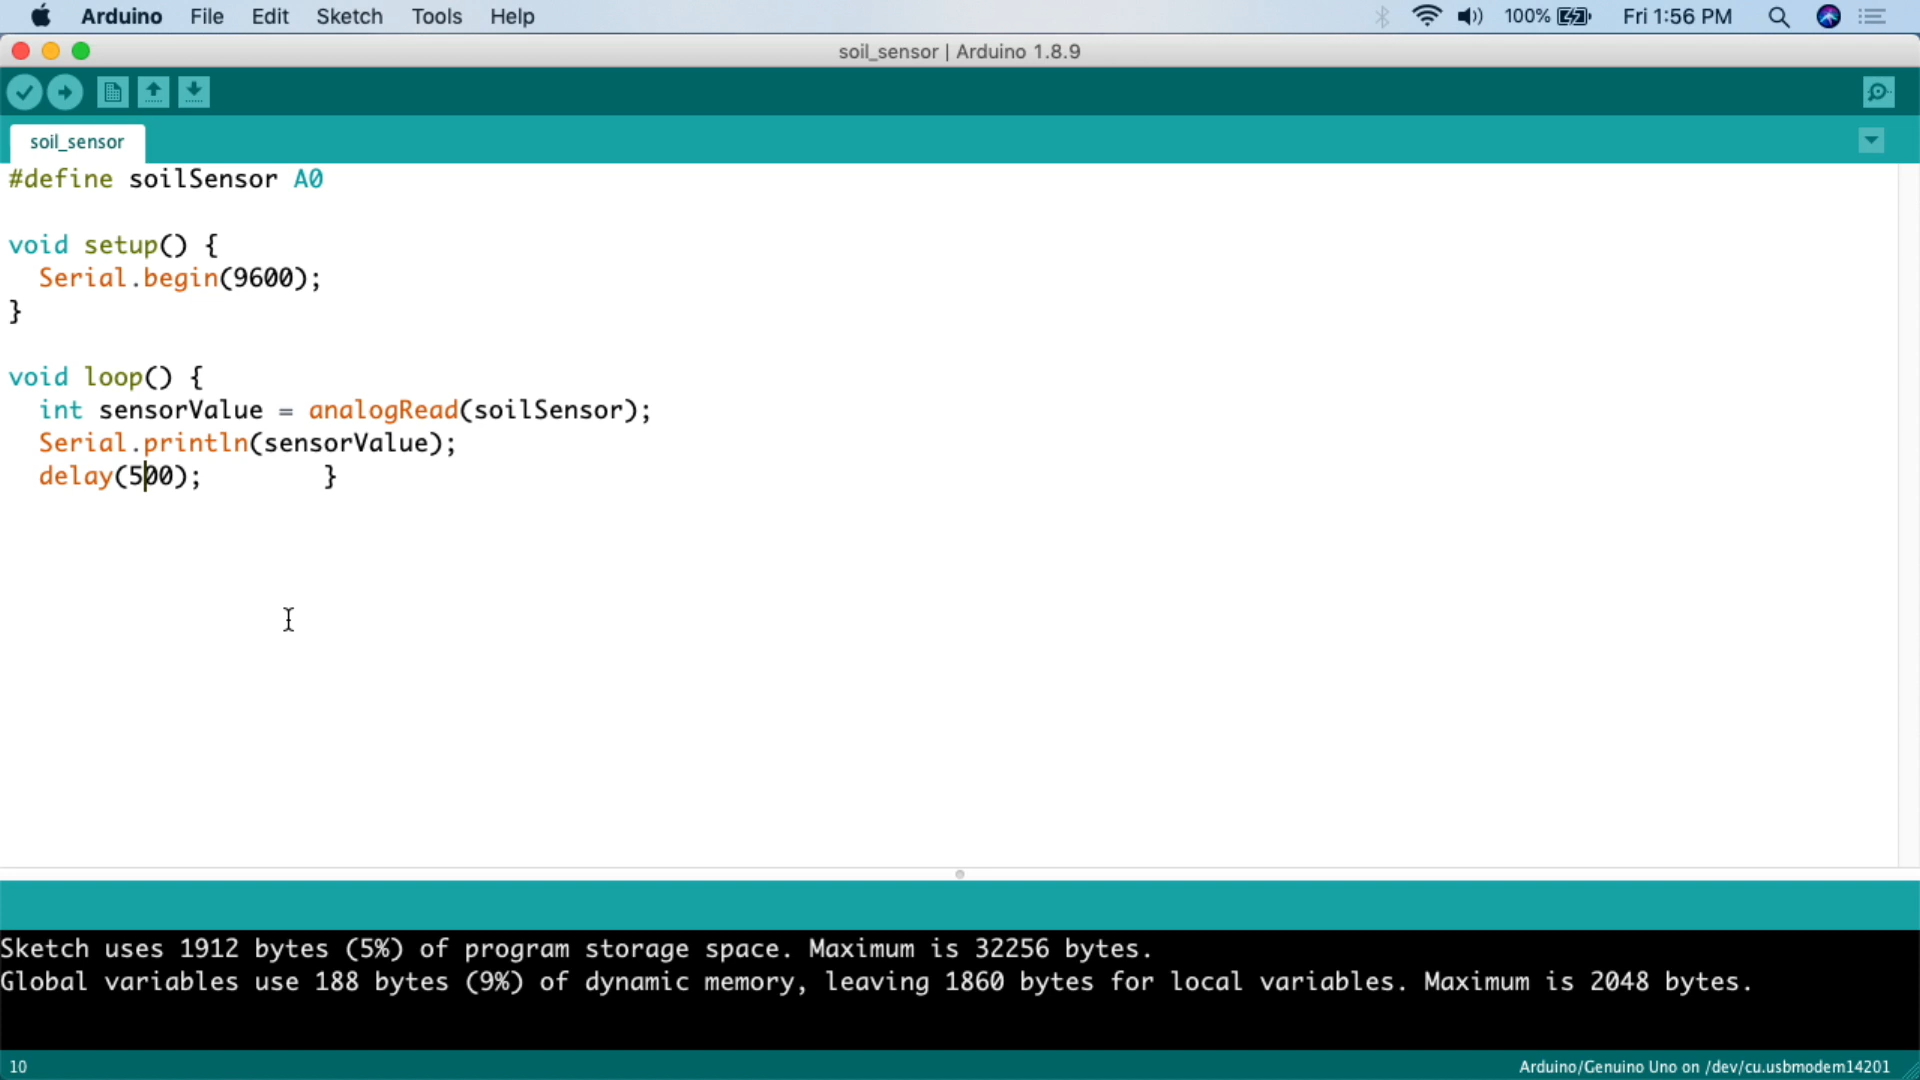 Arduino File Edit Sketch Tools Help 100% Fri 1:56 PM
soil_sensor | Arduino 1.8.9
soil_sensor
#define soilSensor A0
void setup() {
Serial.begin(9600);
}
void loop() {
int sensorValue = analogRead(soilSensor);
Serial.println(sensorValue);
delay(500); }
Sketch uses 1912 bytes (5%) of program storage space. Maximum is 32256 bytes.
Global variables use 188 bytes (9%) of dynamic memory, leaving 1860 bytes for local variables. Maximum is 2048 bytes.
10 Arduino/Genuino Uno on /dev/cu.usbmodem14201